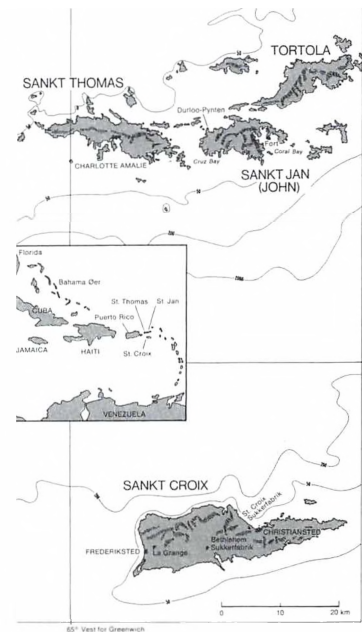 TORTOLA
SANKT THOMAS
Durloo-Pynten
Fort
Coral Bay
Cruz Bay
CHARLOTTE AMALIE
SANKT JAN
(JOHN)
Florida
Bahama Øer
CUBA
St. Thomas
St Jan
Puerto Rico
JAMAICA
HAITI
St. Croix
VENEZUELA
SANKT CROIX
St. Croix
Sukkerfabrik
CHRISTIANSTED
Bethlehem
Sukkerfabrik
FREDERIKSTED
La Grange
0
10
20 km
65° Vest for Greenwich